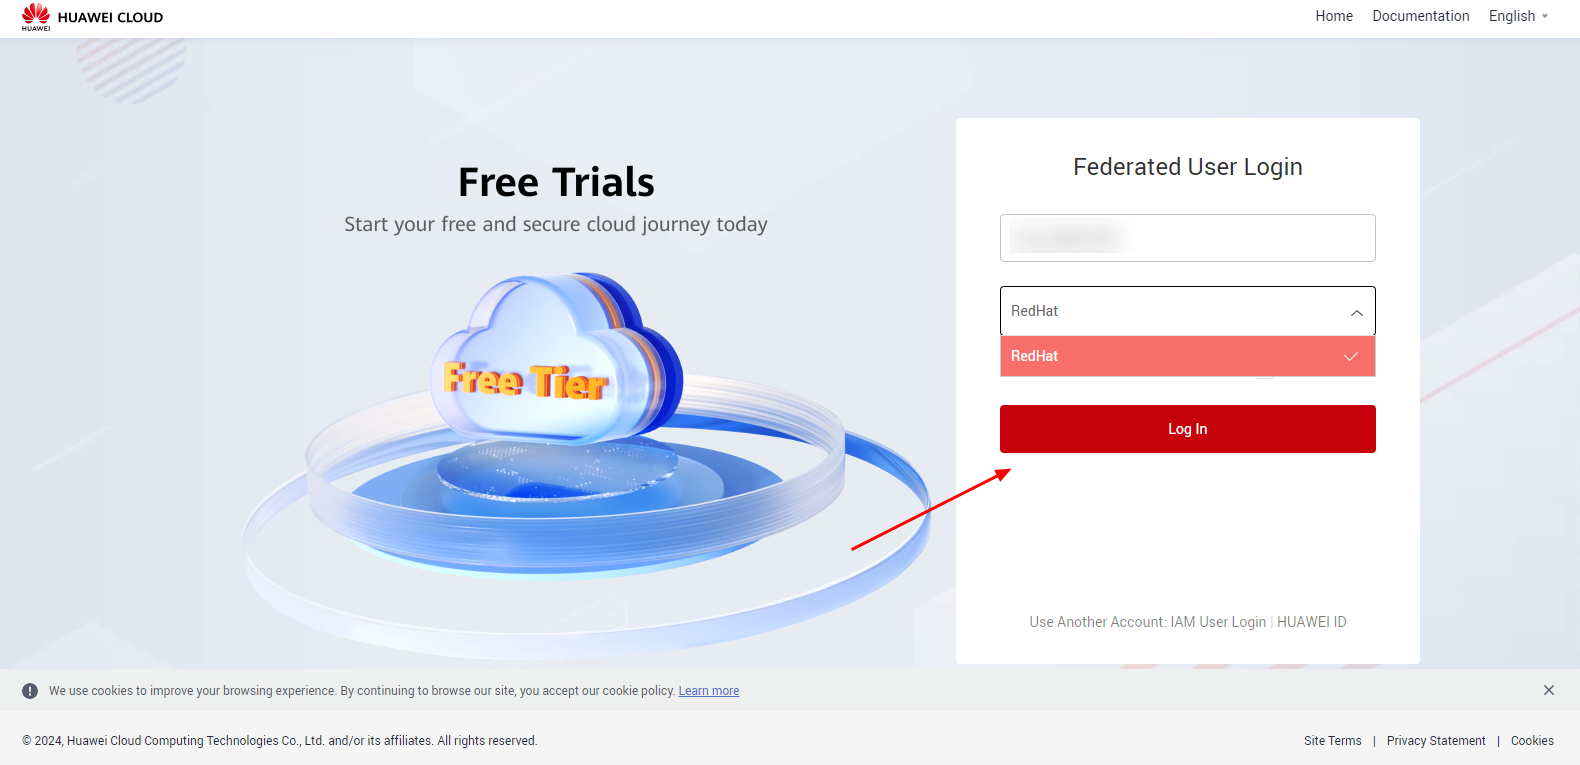 HUAWEI
HUAWEI CLOUD
Home Documentation English
Free Trials
Start your free and secure cloud journey today
Free Tier
Federated User Login
RedHat
RedHat
Log In
Use Another Account: IAM User Login | HUAWEI ID
We use cookies to improve your browsing experience. By continuing to browse our site, you accept our cookie policy. Learn more
© 2024, Huawei Cloud Computing Technologies Co., Ltd. and/or its affiliates. All rights reserved.
Site Terms | Privacy Statement | Cookies